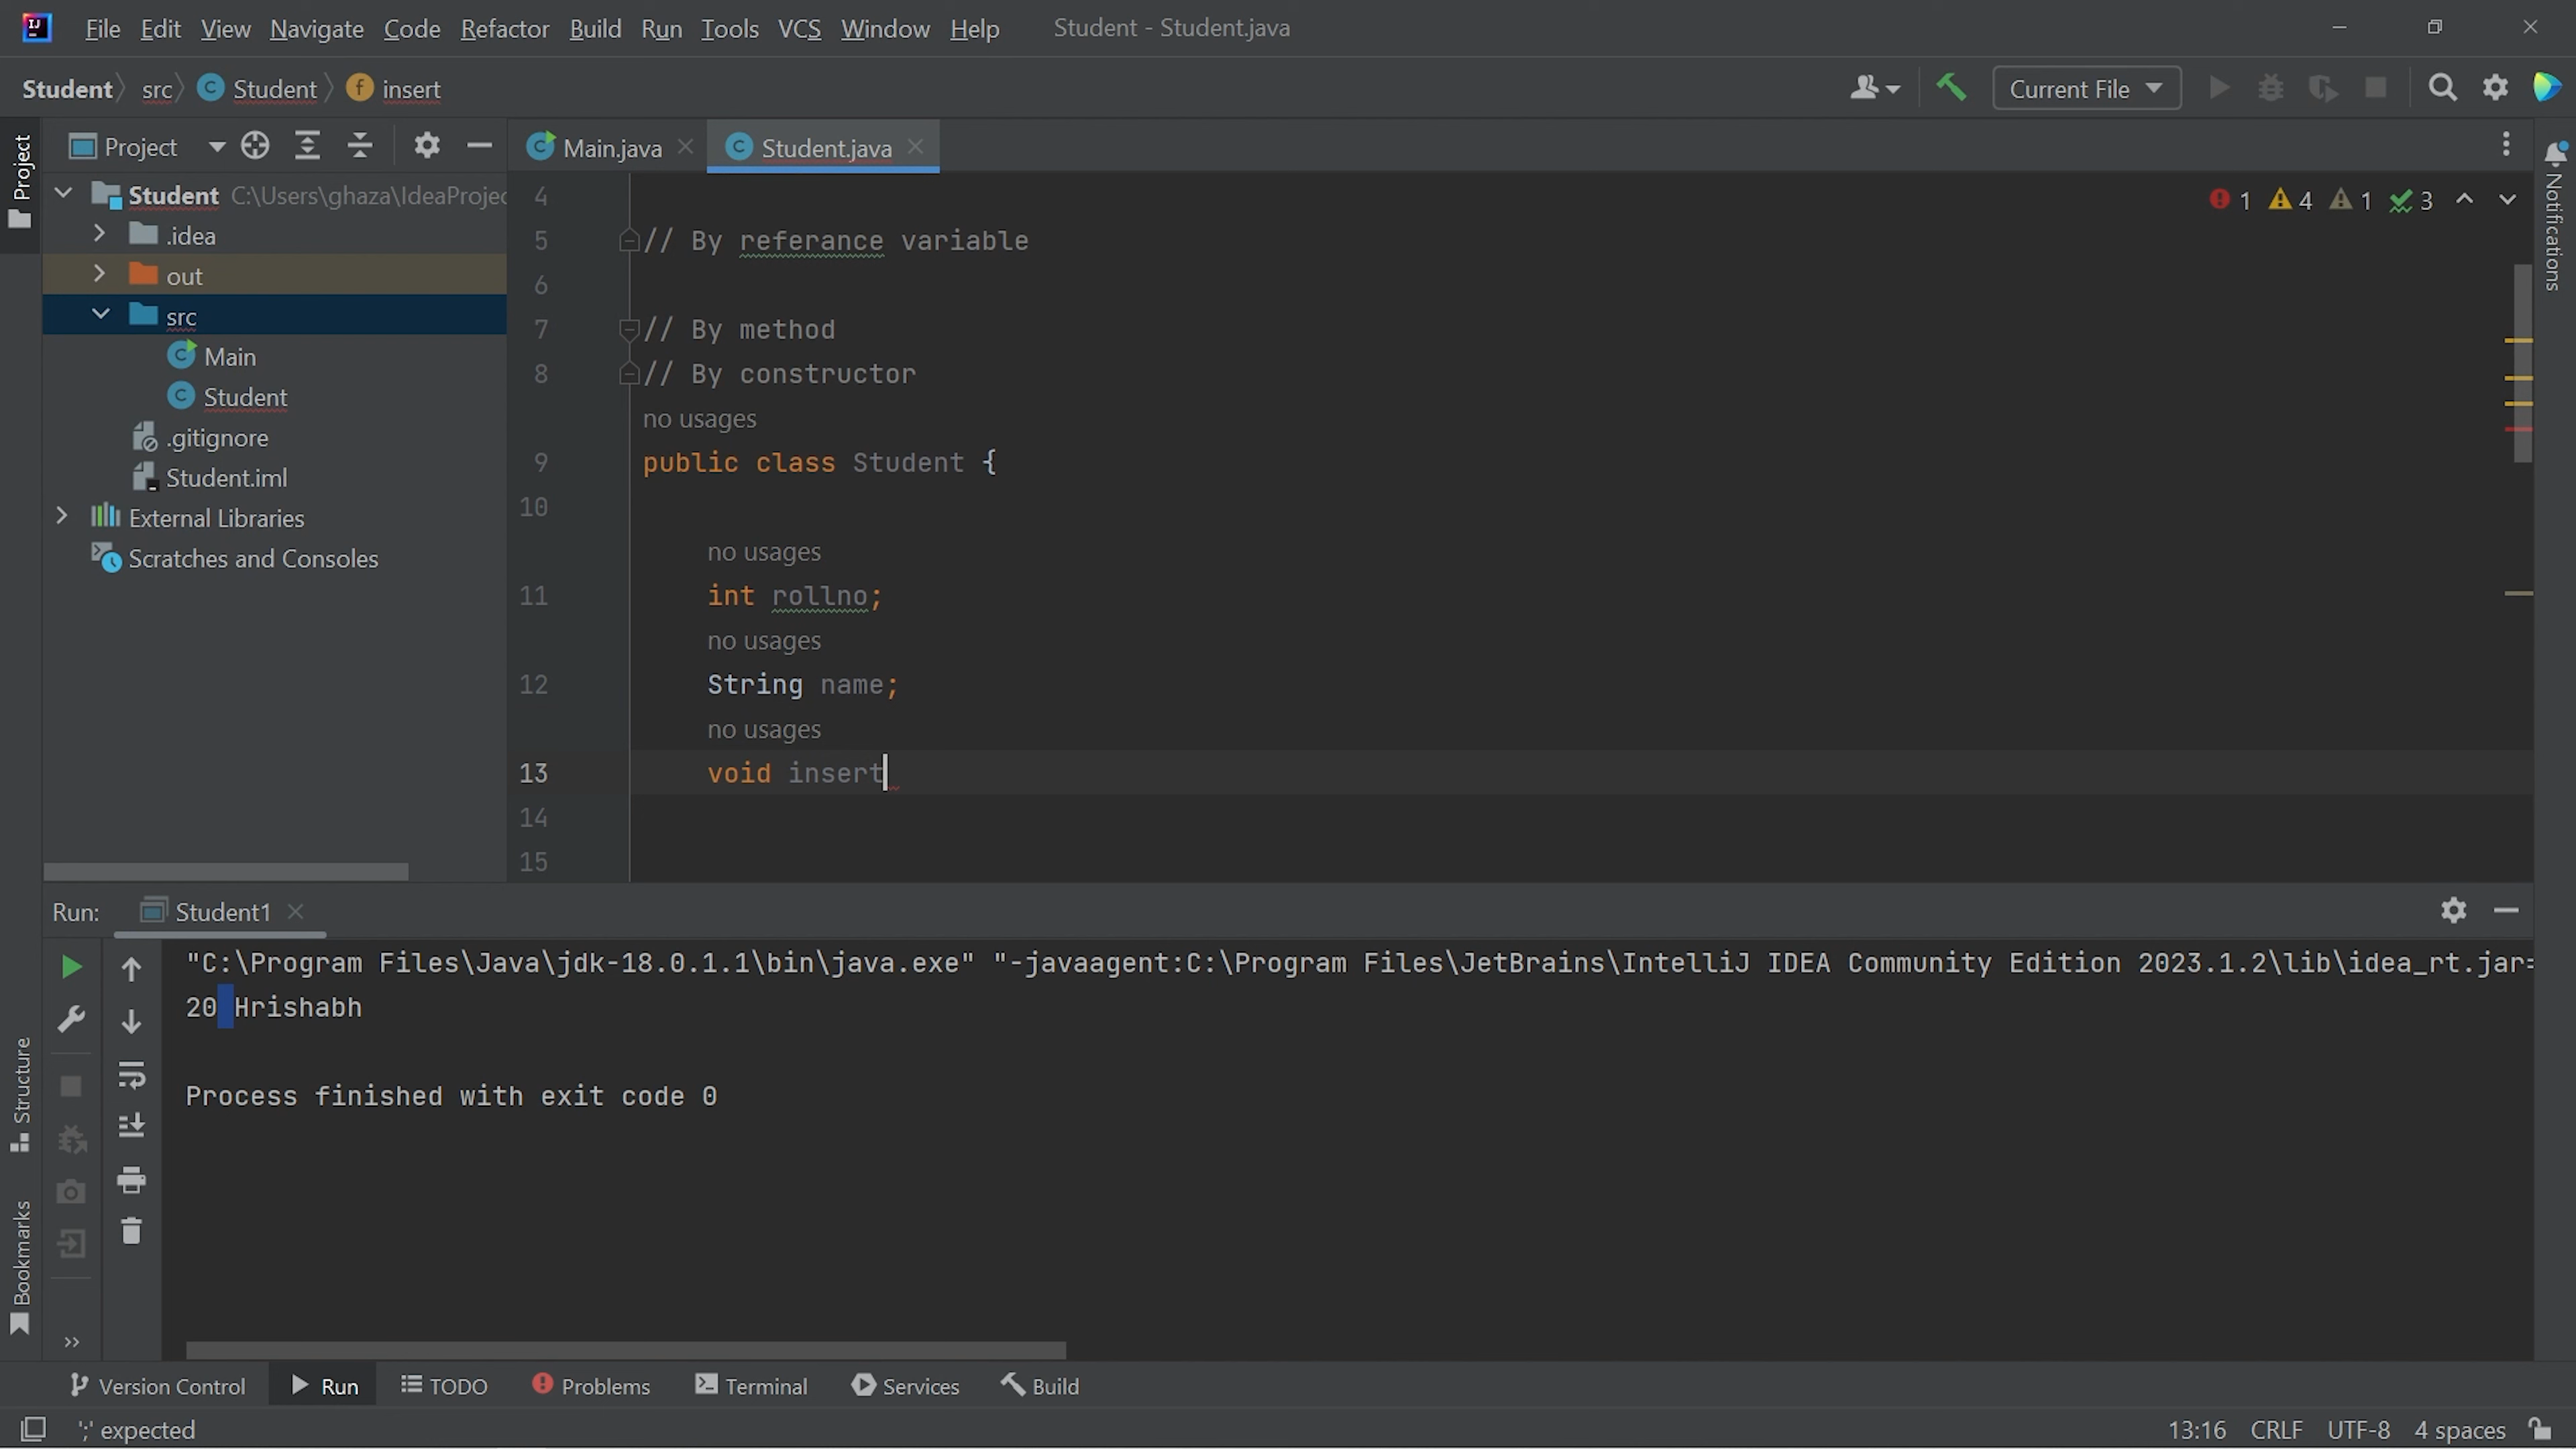 File Edit View Navigate Code Refactor Build Run Tools VCS Window Help Student - Student.java
Student src Student f insert
Current File
Project
Project
Main.java Student.java
Notifications
Student C:\Users\ghaza\IdeaProjec
.idea
out
src
Main
Student
.gitignore
Student.iml
External Libraries
Scratches and Consoles
1 4 1 3
4
5 // By referance variable
6
7 // By method
8 // By constructor
no usages
9 public class Student {
10
no usages
11 int rollno;
no usages
12 String name;
no usages
13 void insert
14
15
Run: Student1
"C:\Program Files\Java\jdk-18.0.1.1\bin\java.exe" "-javaagent:C:\Program Files\JetBrains\IntelliJ IDEA Community Edition 2023.1.2\lib\idea_rt.jar=
20 Hrishabh
Process finished with exit code 0
Structure
Bookmarks
Version Control Run TODO Problems Terminal Services Build
';' expected 13:16 CRLF UTF-8 4 spaces